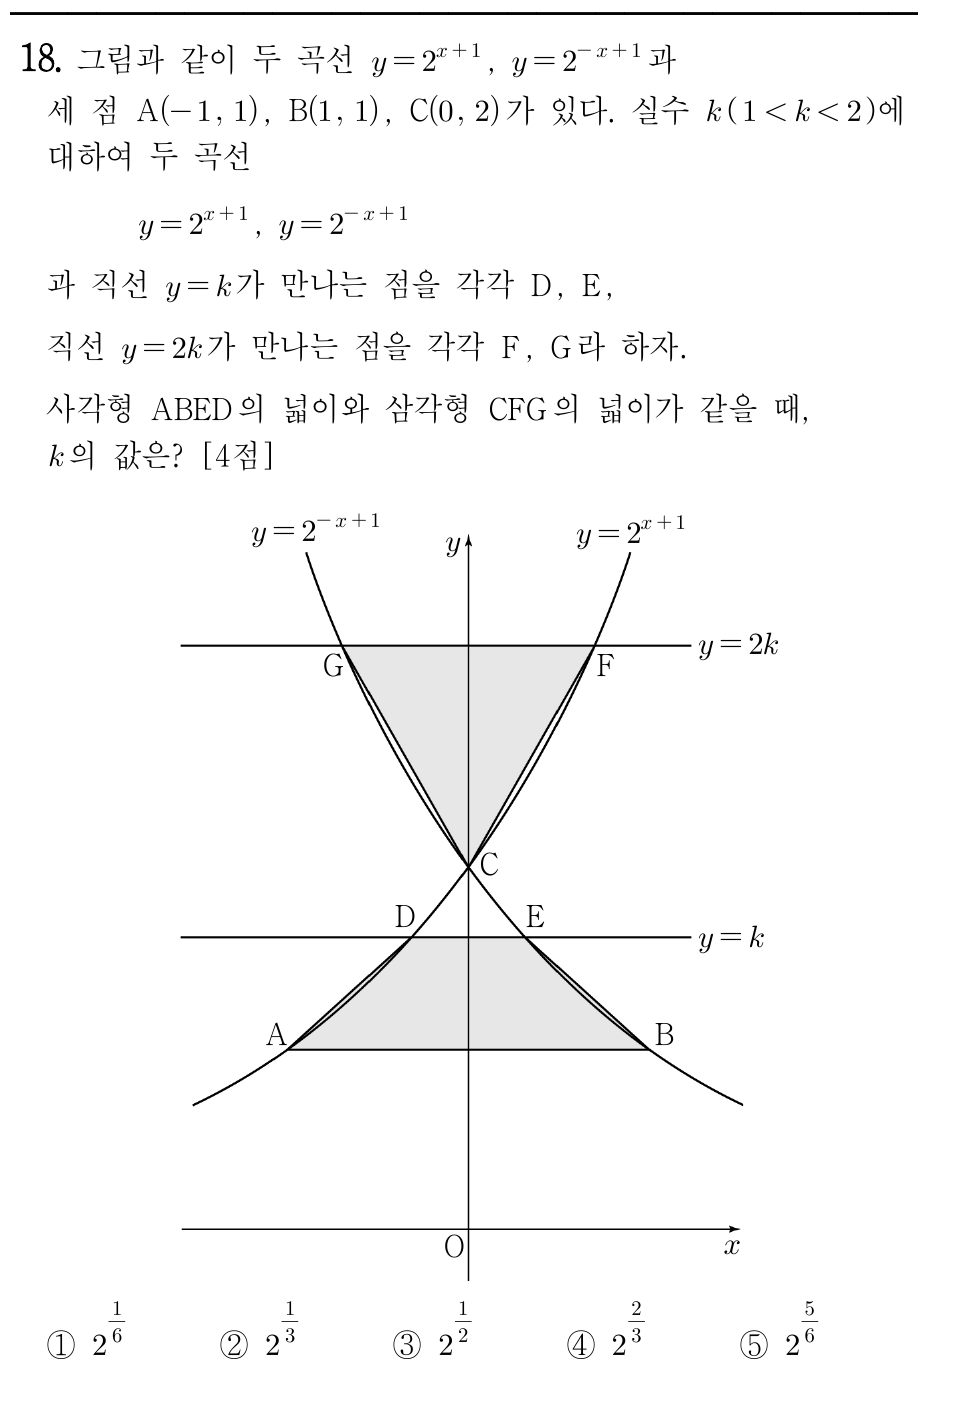 18. 그림과 같이 두 곡선 y=2^{x+1}, y=2^{-x+1}과
세 점 A(-1, 1), B(1, 1), C(0, 2)가 있다. 실수 k(1<k<2)에
대하여 두 곡선
y=2^{x+1}, y=2^{-x+1}
과 직선 y=k가 만나는 점을 각각 D, E,
직선 y=2k가 만나는 점을 각각 F, G라 하자.
사각형 ABED의 넓이와 삼각형 CFG의 넓이가 같을 때,
k의 값은? [4점]
y=2^{-x+1} y y=2^{x+1}
y=2k
G F
C
D E
y=k
A B
O x
① 2^{1/6} ② 2^{1/3} ③ 2^{1/2} ④ 2^{2/3} ⑤ 2^{5/6}